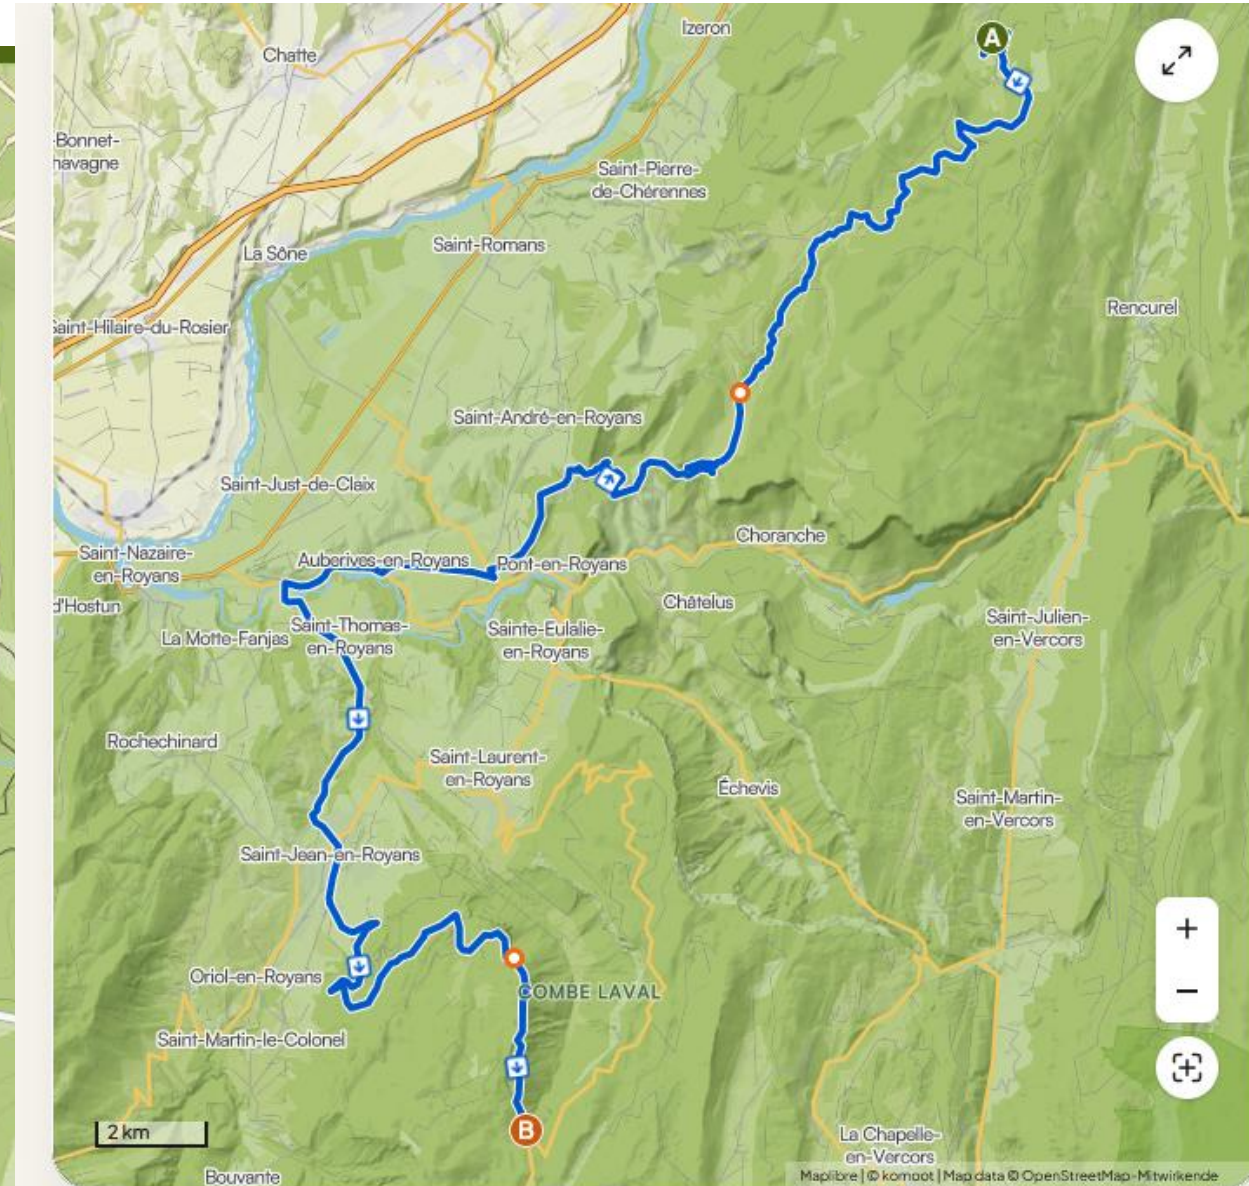 Izeron
A
Chatte
-Bonnet-
havagne
Saint-Pierre-
de-Chérennes
Saint-Romans
La Sône
Rencurel
Saint-Hilaire-du-Rosier
Saint-André-en-Royans
Saint-Just-de-Claix
Choranche
Saint-Nazaire-
en-Royans
Auberives-en-Royans
Pont-en-Royans
d'Hostun
Châtelus
La Motte-Fanjas
Saint-Thomas-
en-Royans
Sainte-Eulalie-
en-Royans
Saint-Julien-
en-Vercors
Rochechinard
Saint-Laurent-
en-Royans
Échevis
Saint-Martin-
en-Vercors
Saint-Jean-en-Royans
Oriol-en-Royans
COMBE LAVAL
Saint-Martin-le-Colonel
2 km
B
La Chapelle-
en-Vercors
Bouvante
Maplibre | © komoot | Map data © OpenStreetMap-Mitwirkende